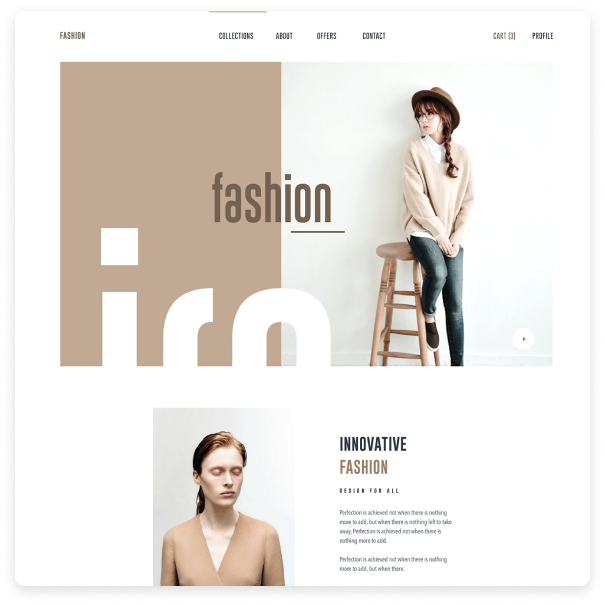 FASHION
COLLECTIONS
ABOUT
OFFERS
CONTACT
CART (3)
PROFILE
fashion
iro
INNOVATIVE
FASHION
DESIGN FOR ALL
Perfection is achieved not when there is nothing
more to add, but when there is nothing left to take
away, Perfection is achieved not when there is
nothing more to add.
Perfection is achieved not when there is nothing
more to add, but when there.